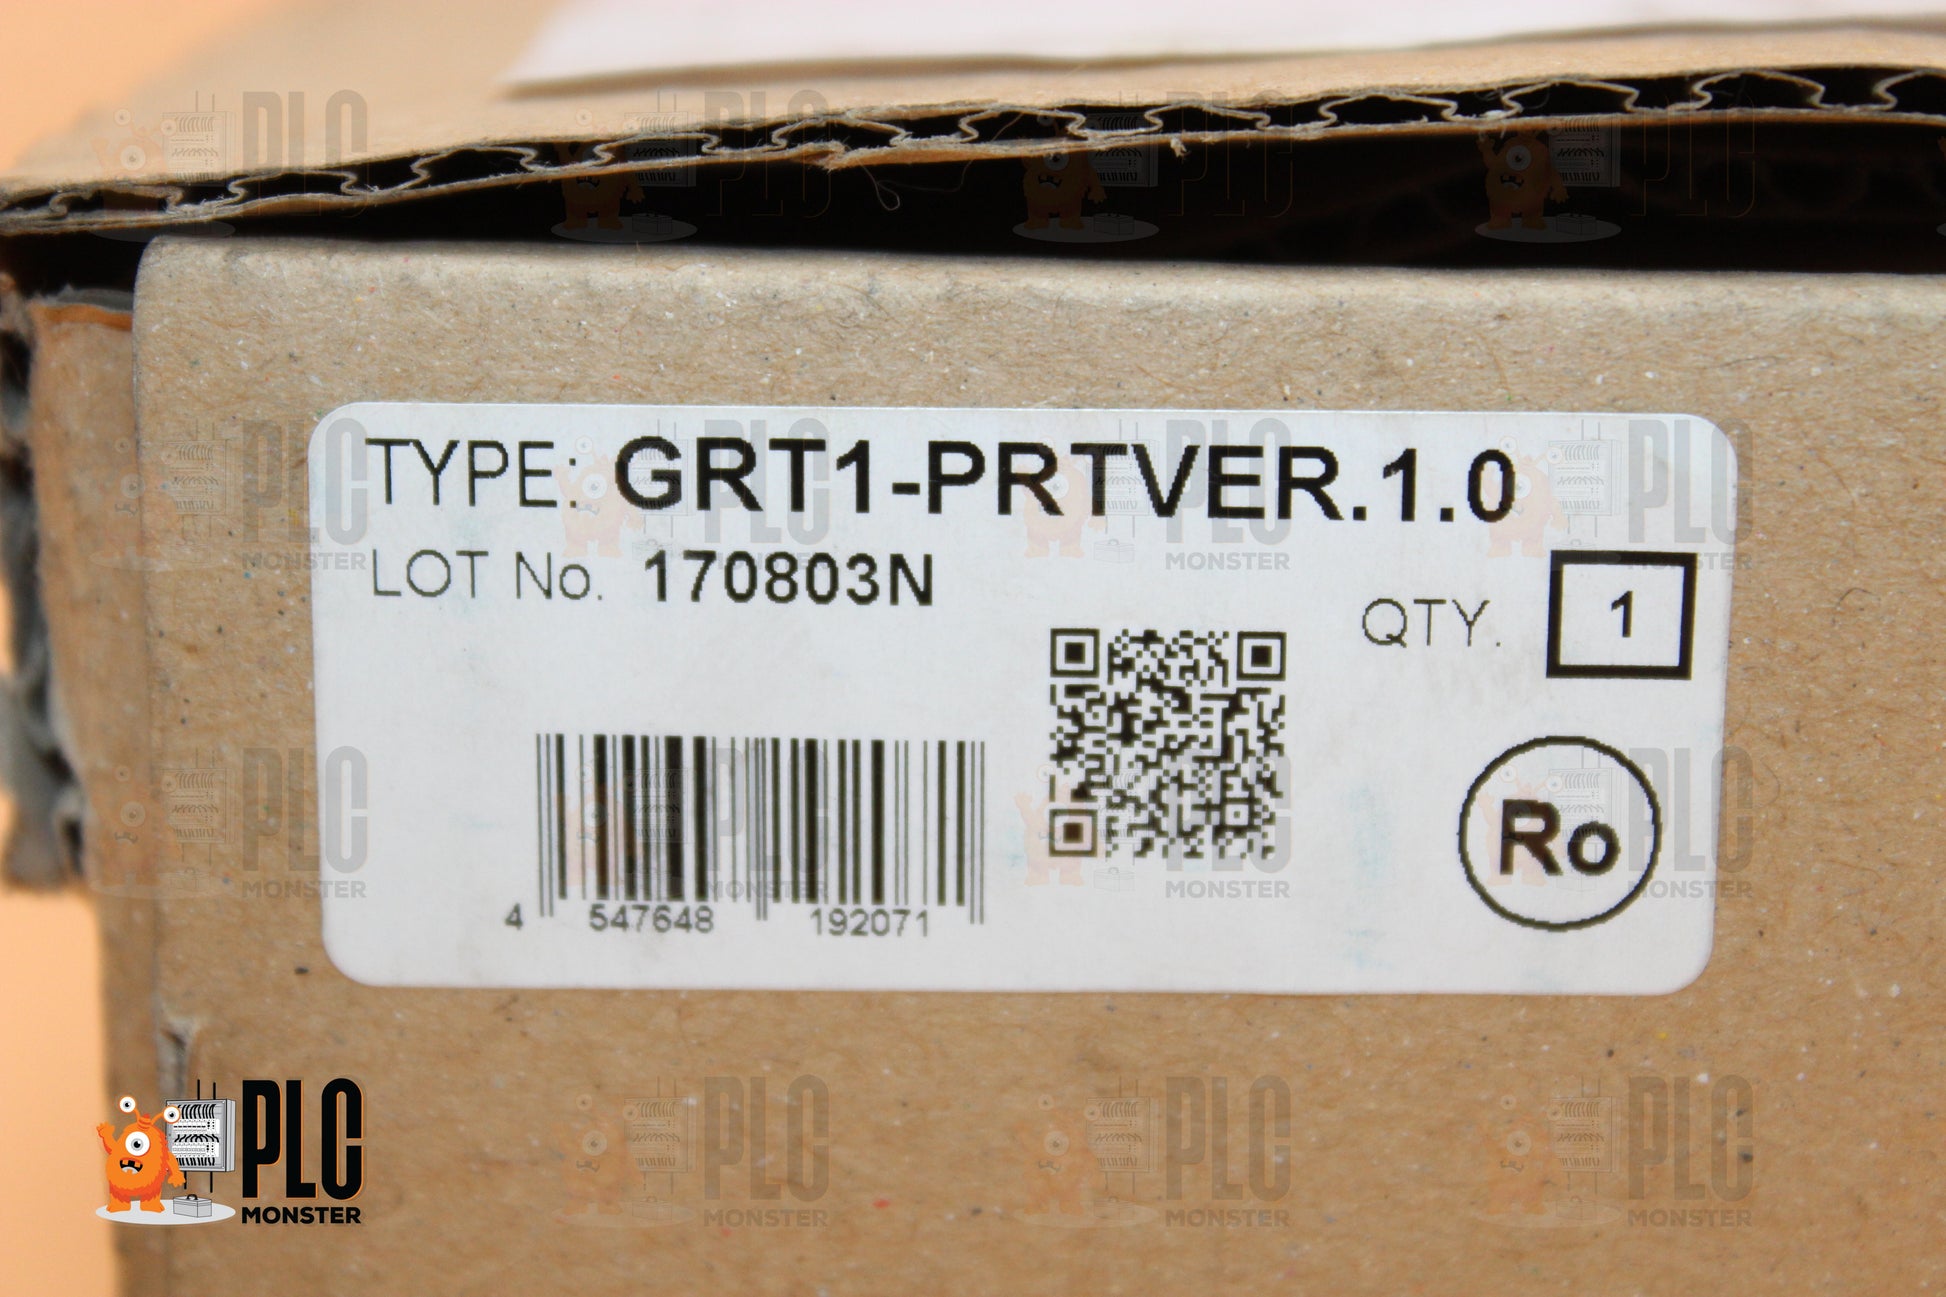 TYPE: GRT1-PRTVER.1.0
LOT No. 170803N
QTY. 1
4 547648 192071
Ro
PLC
MONSTER